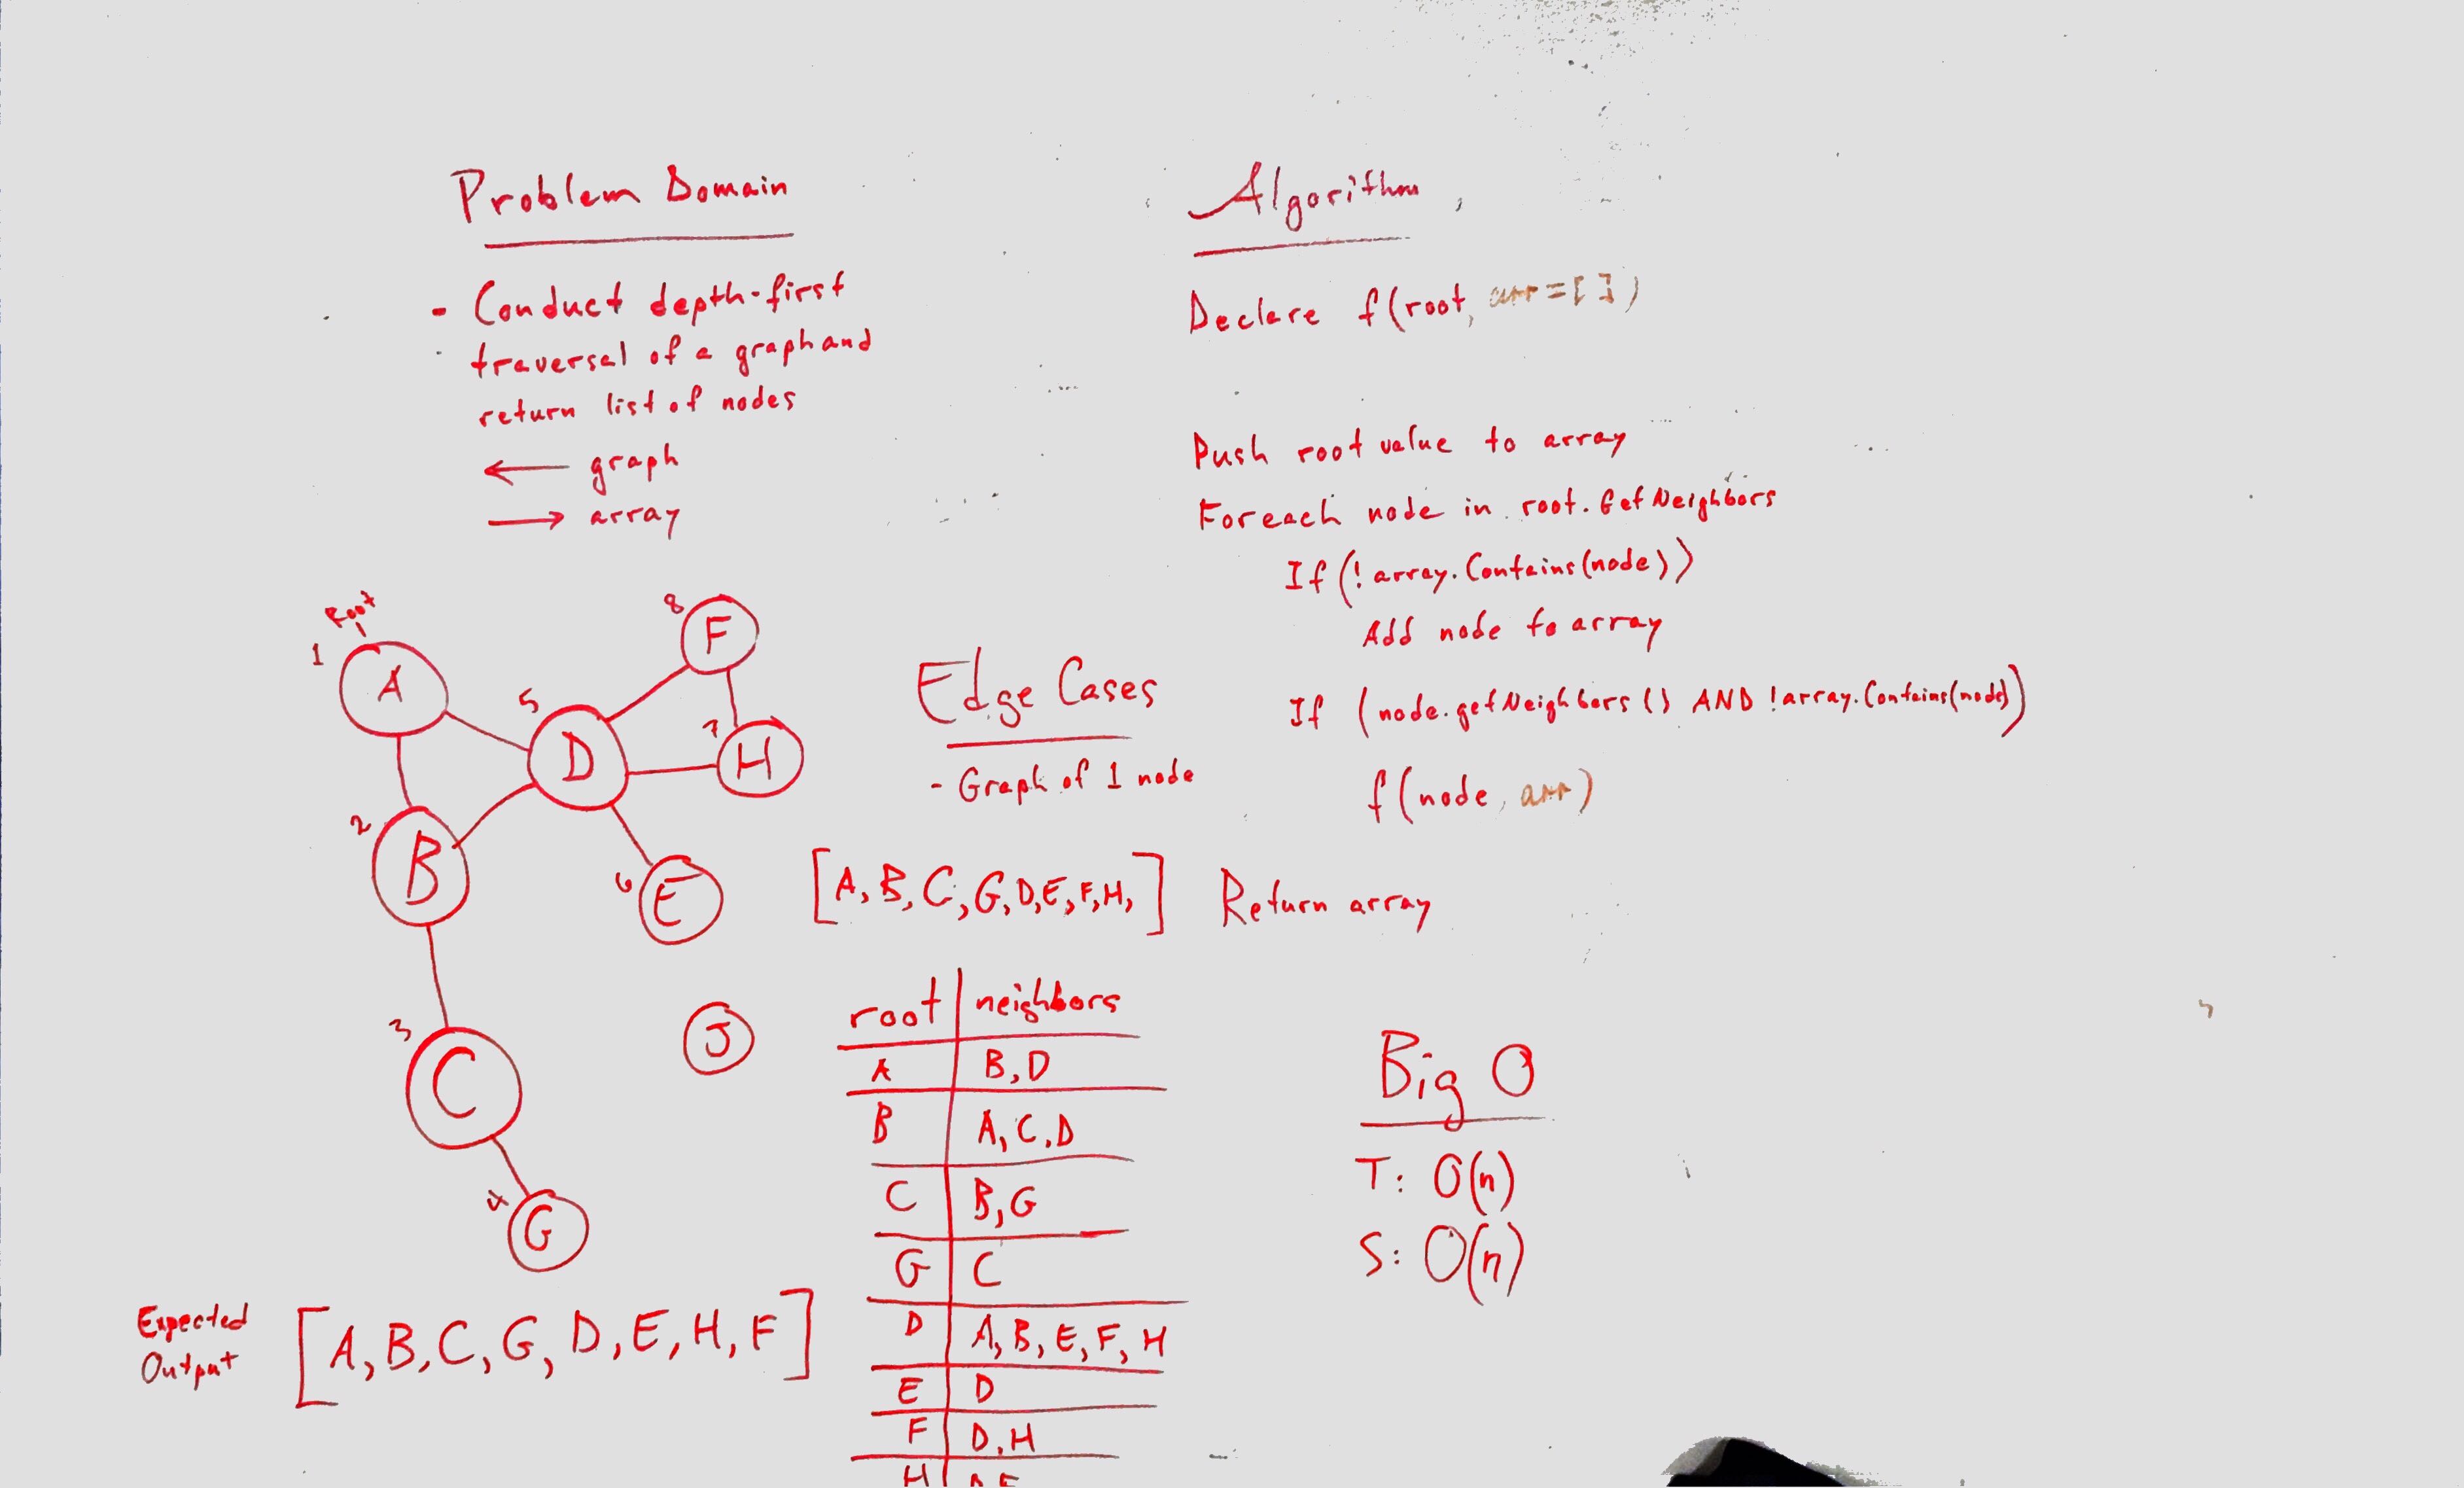 Problem Domain
- Conduct depth-first
traversal of a graph and
return list of nodes
← graph
→ array
Root
1
A
2
B
3
C
4
G
5
D
6
E
7
H
8
F
J
Expected
Output
[A, B, C, G, D, E, H, F]
Edge Cases
- Graph of 1 node
[A, B, C, G, D, E, F, H,]
root neighbors
A B, D
B A, C, D
C B, G
G C
D A, B, E, F, H
E D
F D, H
H
Algorithm
Declare f(root, arr=[])
Push root value to array
Foreach node in root.GetNeighbors
If (! array.Contains(node))
Add node to array
If (node.getNeighbors() AND !array.Contains(node))
f(node, arr)
Return array
Big O
T: O(n)
S: O(n)